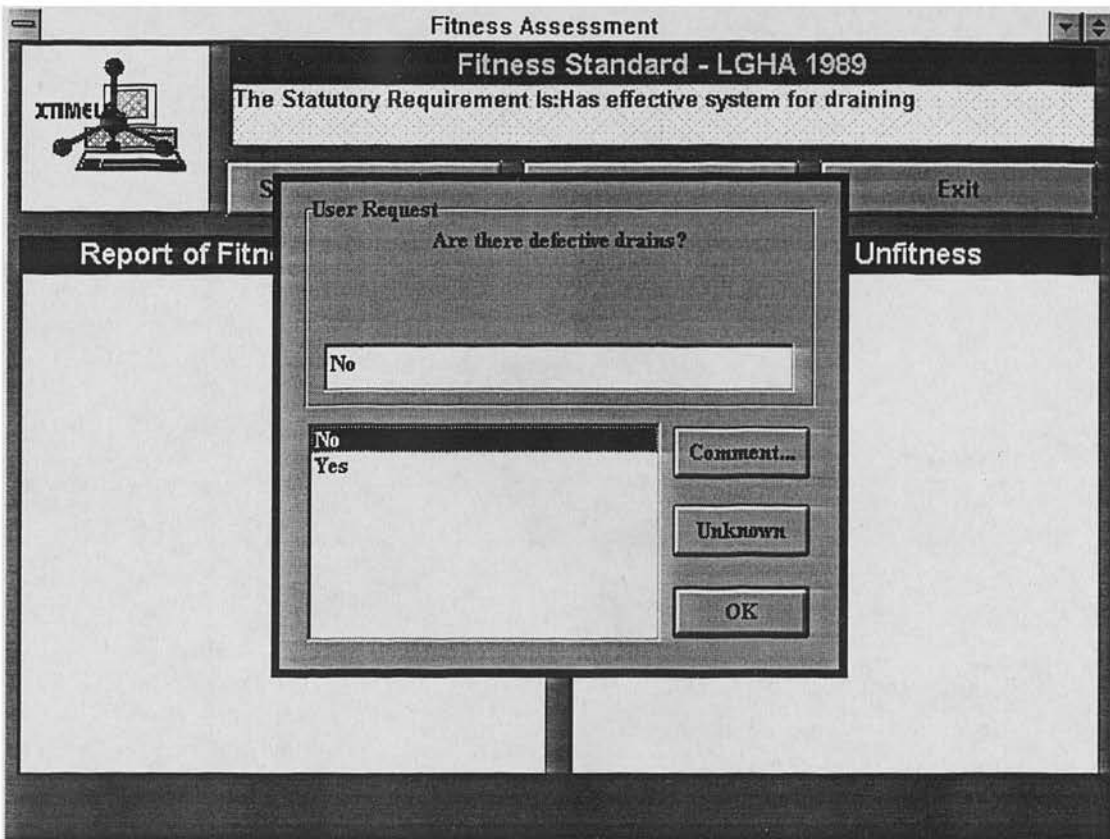 Fitness Assessment
Fitness Standard - LGHA 1989
XTIMEL
The Statutory Requirement Is:Has effective system for draining
S
Exit
User Request
Are there defective drains?
Report of Fitn
Unfitness
No
No
Yes
Comment...
Unknown
OK